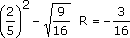 (2/5)² - √(9/16) R = -3/16